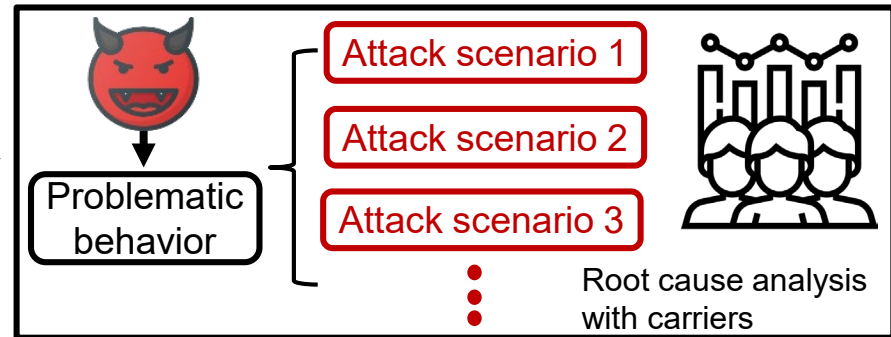 Attack scenario 1
Attack scenario 2
Problematic
behavior
Attack scenario 3
Root cause analysis
with carriers